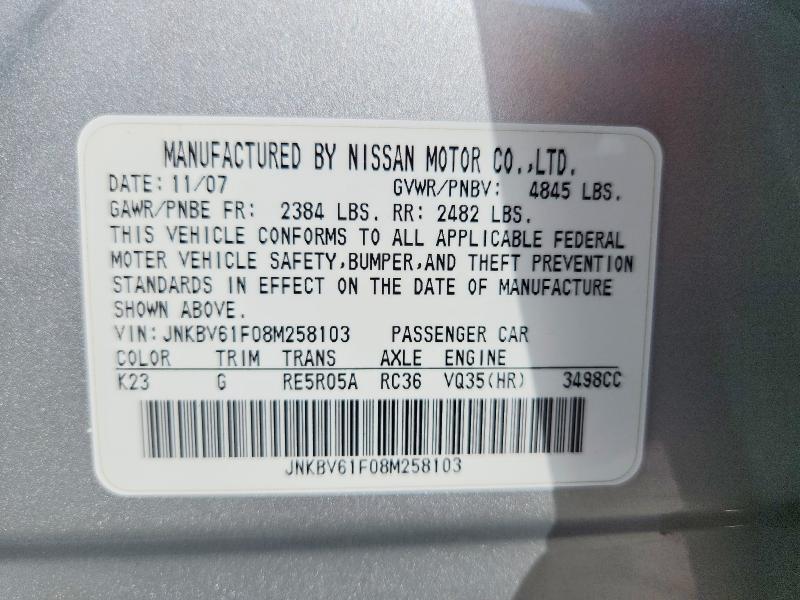 MANUFACTURED BY NISSAN MOTOR CO.,LTD.
DATE: 11/07 GVWR/PNBV: 4845 LBS.
GAWR/PNBE FR: 2384 LBS. RR: 2482 LBS.
THIS VEHICLE CONFORMS TO ALL APPLICABLE FEDERAL
MOTER VEHICLE SAFETY,BUMPER,AND THEFT PREVENTION
STANDARDS IN EFFECT ON THE DATE OF MANUFACTURE
SHOWN ABOVE.
VIN: JNKBV61F08M258103 PASSENGER CAR
COLOR TRIM TRANS AXLE ENGINE
K23 G RE5R05A RC36 VQ35(HR) 3498CC
JNKBV61F08M258103